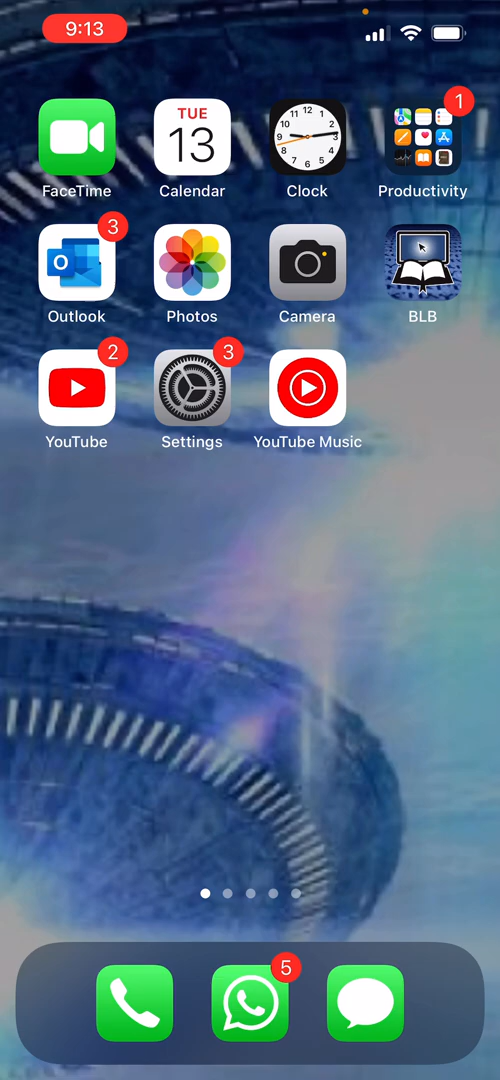 9:13
1
TUE
13
FaceTime
Calendar
Clock
Productivity
3
O
Outlook
Photos
Camera
BLB
2
3
YouTube
Settings
YouTube Music
5